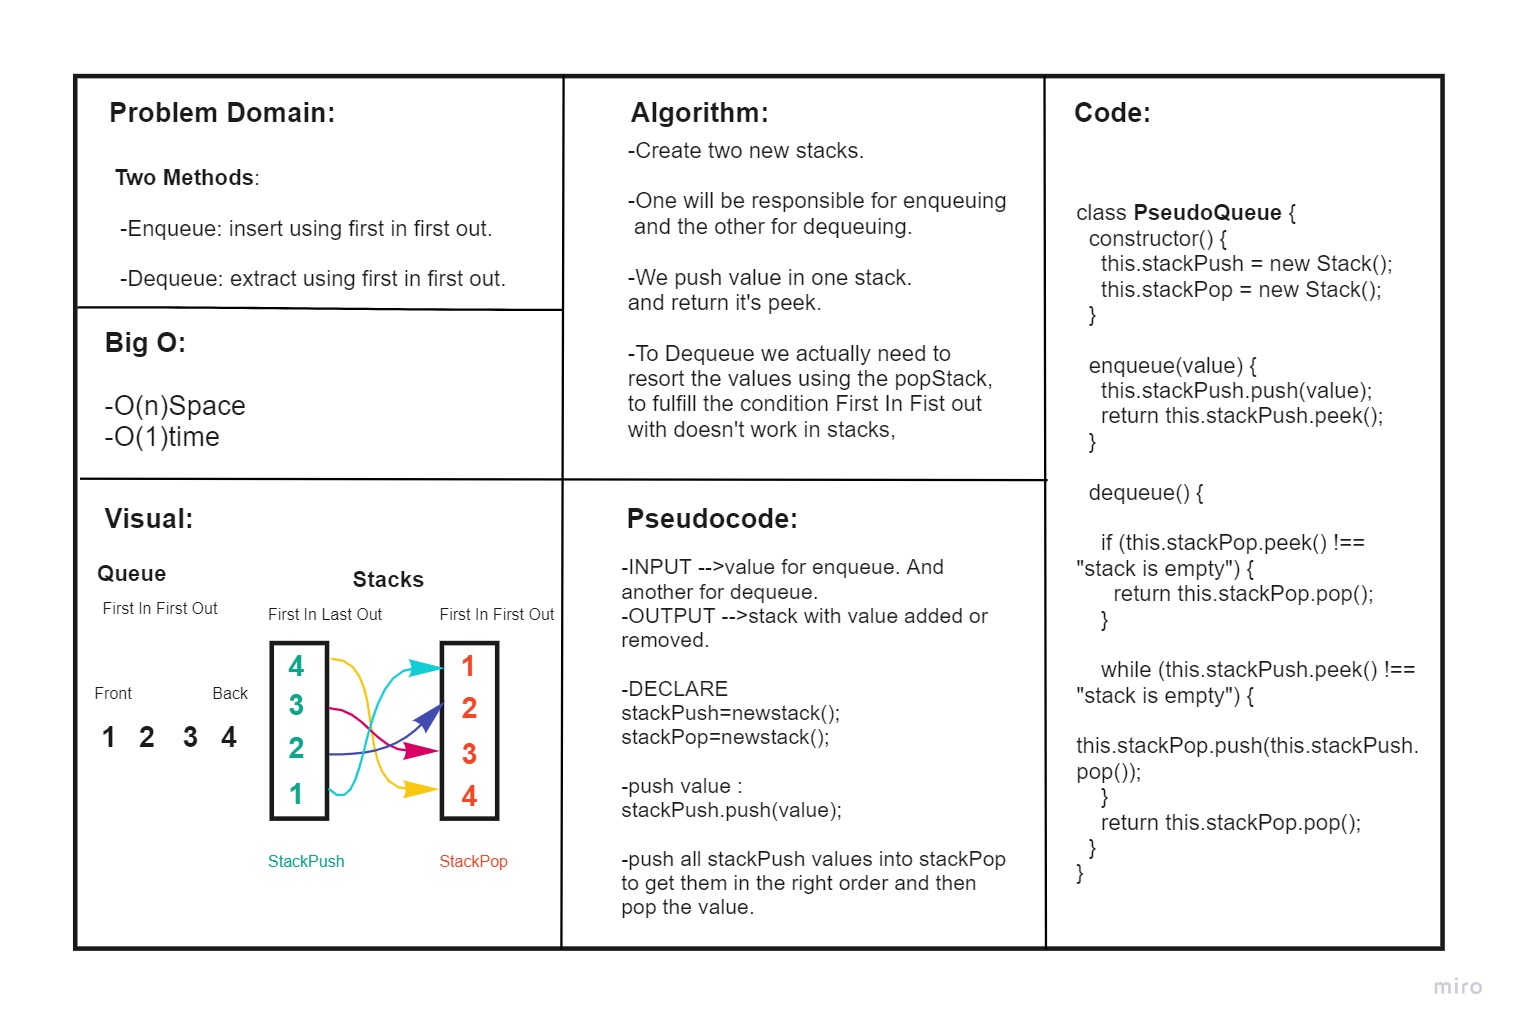 Problem Domain:
Two Methods:
-Enqueue: insert using first in first out.
-Dequeue: extract using first in first out.
Big O:
-O(n)Space
-O(1)time
Visual:
Queue
First In First Out
Front
Back
1 2 3 4
Stacks
First In Last Out
First In First Out
4
3
2
1
1
2
3
4
StackPush
StackPop
Algorithm:
-Create two new stacks.
-One will be responsible for enqueuing
and the other for dequeuing.
-We push value in one stack.
and return it's peek.
-To Dequeue we actually need to
resort the values using the popStack,
to fulfill the condition First In Fist out
with doesn't work in stacks,
Pseudocode:
-INPUT -->value for enqueue. And
another for dequeue.
-OUTPUT -->stack with value added or
removed.
-DECLARE
stackPush=newstack();
stackPop=newstack();
-push value :
stackPush.push(value);
-push all stackPush values into stackPop
to get them in the right order and then
pop the value.
Code:
class PseudoQueue {
constructor() {
this.stackPush = new Stack();
this.stackPop = new Stack();
}
enqueue(value) {
this.stackPush.push(value);
return this.stackPush.peek();
}
dequeue() {
if (this.stackPop.peek() !==
"stack is empty") {
return this.stackPop.pop();
}
while (this.stackPush.peek() !==
"stack is empty") {
this.stackPop.push(this.stackPush.
pop());
}
return this.stackPop.pop();
}
}
miro